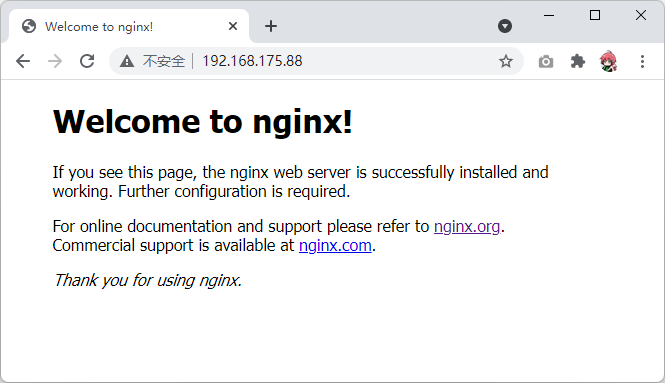 Welcome to nginx!
不安全 192.168.175.88
Welcome to nginx!
If you see this page, the nginx web server is successfully installed and
working. Further configuration is required.
For online documentation and support please refer to nginx.org.
Commercial support is available at nginx.com.
Thank you for using nginx.